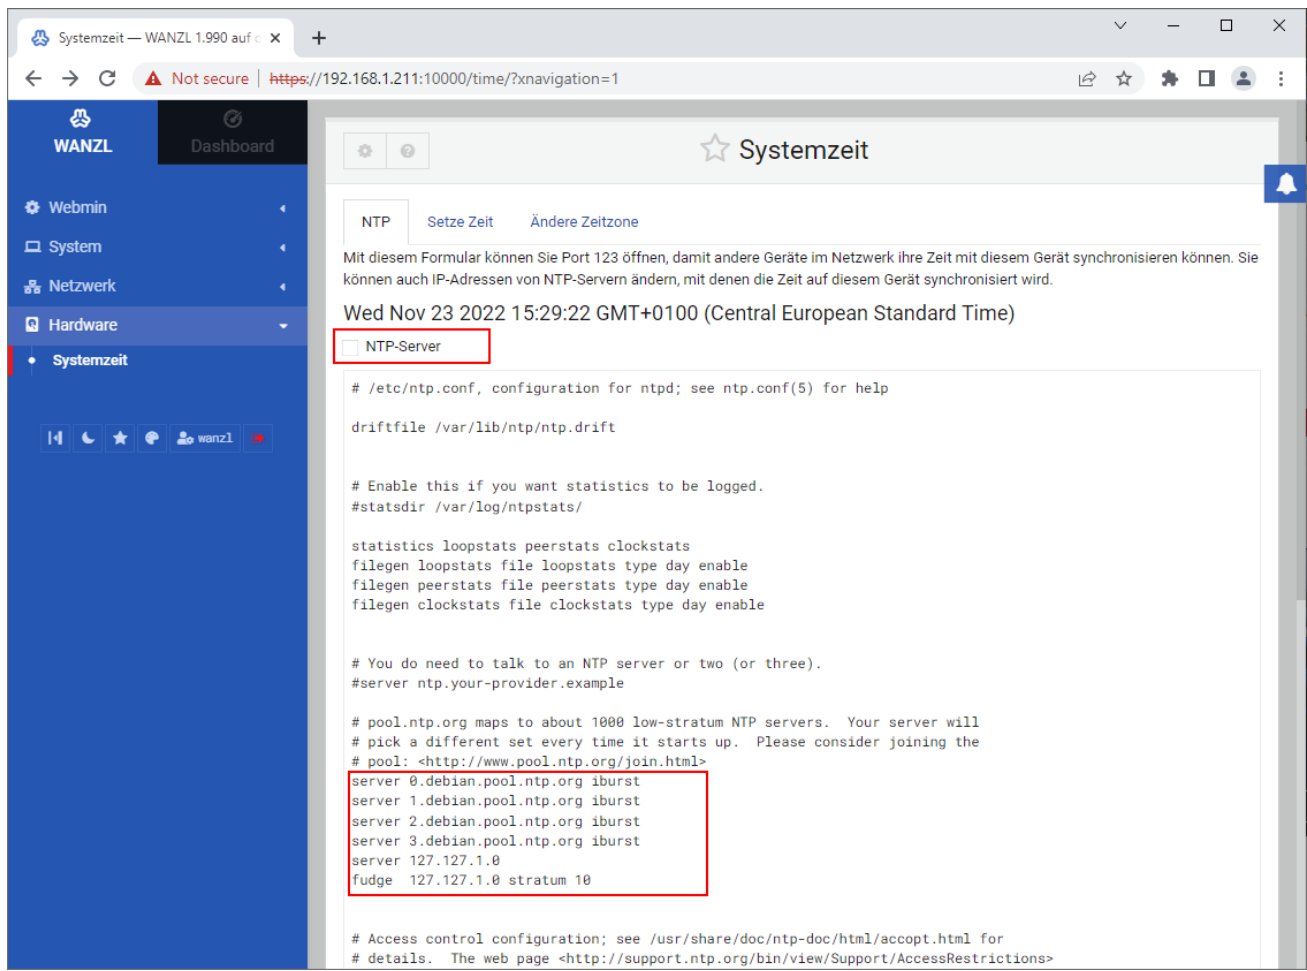 Systemzeit — WANZL 1.990 auf
Not secure | https://192.168.1.211:10000/time/?xnavigation=1
WANZL
Dashboard
Webmin
System
Netzwerk
Hardware
Systemzeit
wanzl
Systemzeit
NTP Setze Zeit Ändere Zeitzone
Mit diesem Formular können Sie Port 123 öffnen, damit andere Geräte im Netzwerk ihre Zeit mit diesem Gerät synchronisieren können. Sie
können auch IP-Adressen von NTP-Servern ändern, mit denen die Zeit auf diesem Gerät synchronisiert wird.
Wed Nov 23 2022 15:29:22 GMT+0100 (Central European Standard Time)
NTP-Server
# /etc/ntp.conf, configuration for ntpd; see ntp.conf(5) for help
driftfile /var/lib/ntp/ntp.drift
# Enable this if you want statistics to be logged.
#statsdir /var/log/ntpstats/
statistics loopstats peerstats clockstats
filegen loopstats file loopstats type day enable
filegen peerstats file peerstats type day enable
filegen clockstats file clockstats type day enable
# You do need to talk to an NTP server or two (or three).
#server ntp.your-provider.example
# pool.ntp.org maps to about 1000 low-stratum NTP servers.  Your server will
# pick a different set every time it starts up.  Please consider joining the
# pool: <http://www.pool.ntp.org/join.html>
server 0.debian.pool.ntp.org iburst
server 1.debian.pool.ntp.org iburst
server 2.debian.pool.ntp.org iburst
server 3.debian.pool.ntp.org iburst
server 127.127.1.0
fudge  127.127.1.0 stratum 10
# Access control configuration; see /usr/share/doc/ntp-doc/html/accopt.html for
# details.  The web page <http://support.ntp.org/bin/view/Support/AccessRestrictions>